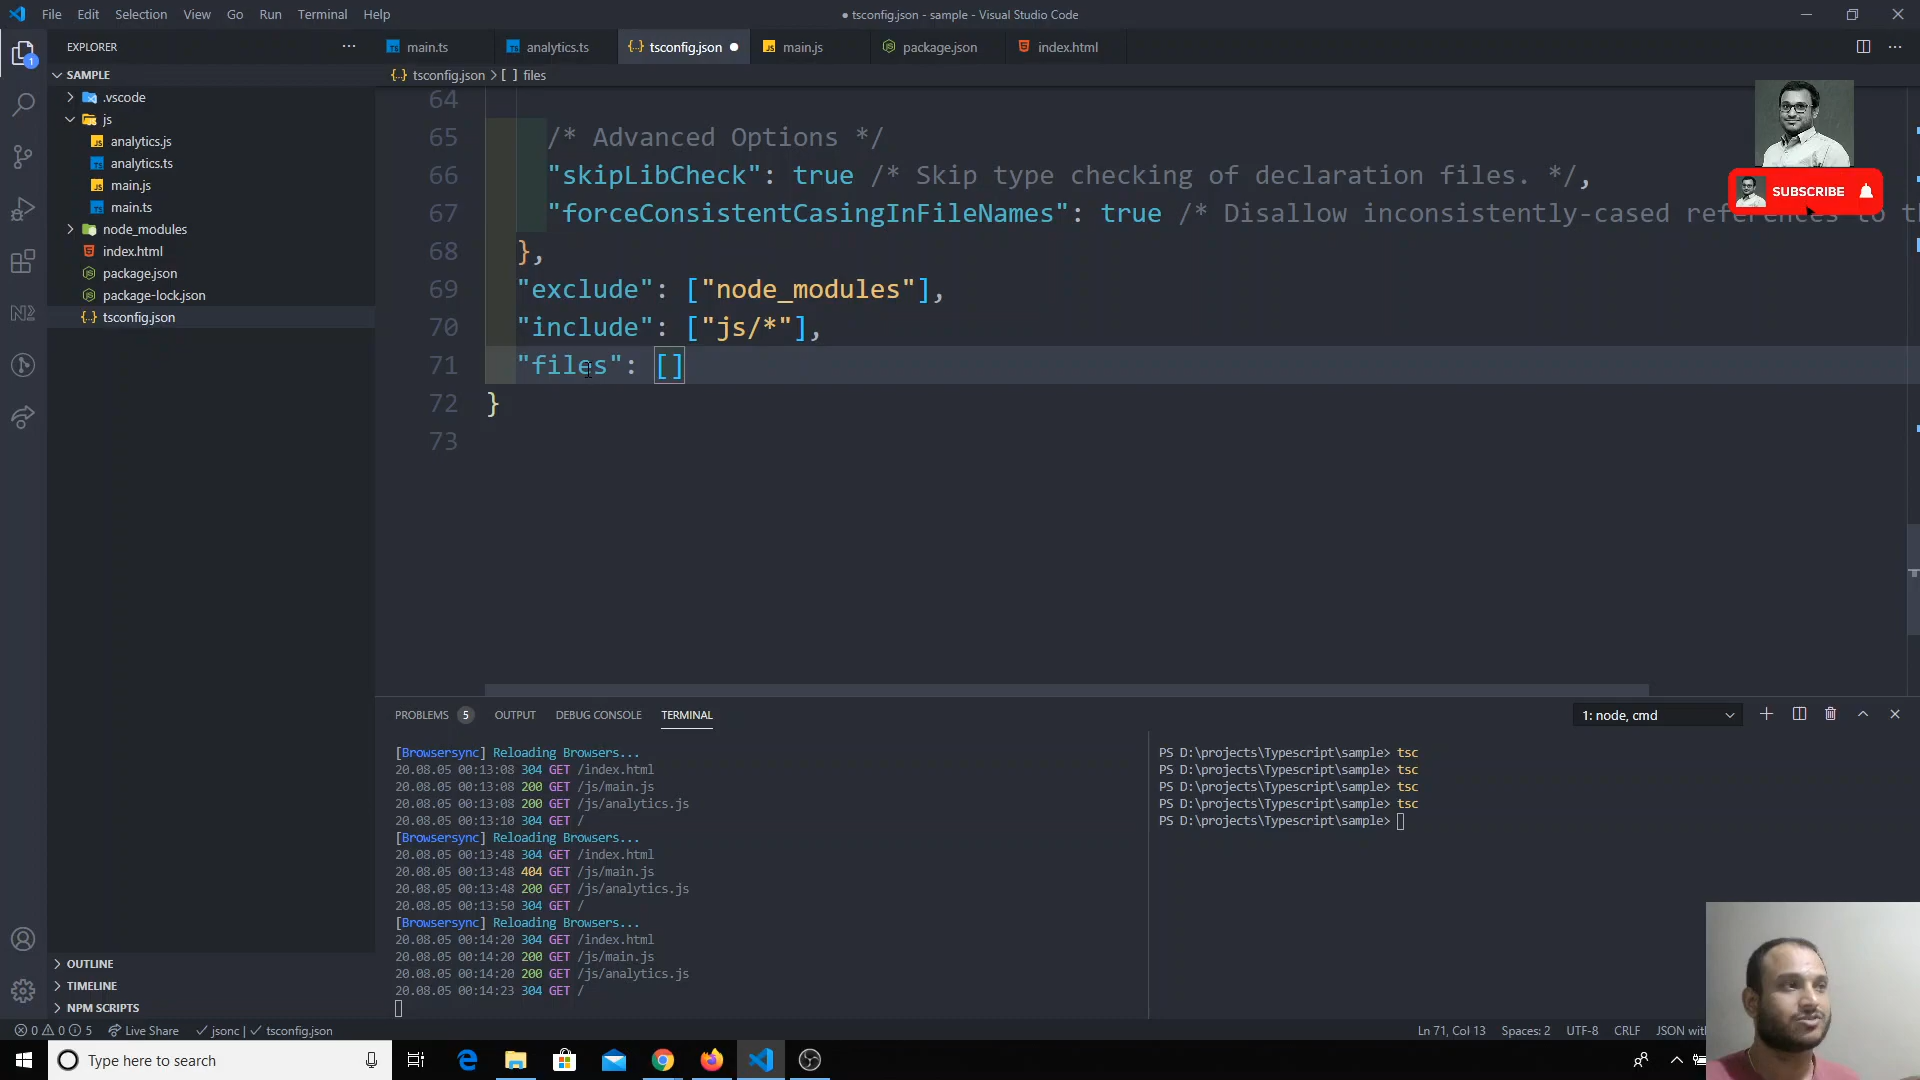 File Edit Selection View Go Run Terminal Help
● tsconfig.json - sample - Visual Studio Code
EXPLORER
main.ts
analytics.ts
tsconfig.json
main.js
package.json
index.html
SAMPLE
tsconfig.json > [ ] files
.vscode
js
analytics.js
analytics.ts
main.js
main.ts
node_modules
index.html
package.json
package-lock.json
tsconfig.json
1
64
65 /* Advanced Options */
66 "skipLibCheck": true /* Skip type checking of declaration files. */,
67 "forceConsistentCasingInFileNames": true /* Disallow inconsistently-cased references to
68 },
69 "exclude": ["node_modules"],
70 "include": ["js/*"],
71 "files": []
72 }
73
SUBSCRIBE
PROBLEMS 5 OUTPUT DEBUG CONSOLE TERMINAL
1: node, cmd
[Browsersync] Reloading Browsers...
20.08.05 00:13:08 304 GET /index.html
20.08.05 00:13:08 200 GET /js/main.js
20.08.05 00:13:08 200 GET /js/analytics.js
20.08.05 00:13:10 304 GET /
[Browsersync] Reloading Browsers...
20.08.05 00:13:48 304 GET /index.html
20.08.05 00:13:48 404 GET /js/main.js
20.08.05 00:13:48 200 GET /js/analytics.js
20.08.05 00:13:50 304 GET /
[Browsersync] Reloading Browsers...
20.08.05 00:14:20 304 GET /index.html
20.08.05 00:14:20 200 GET /js/main.js
20.08.05 00:14:20 200 GET /js/analytics.js
20.08.05 00:14:23 304 GET /
PS D:\projects\Typescript\sample> tsc
PS D:\projects\Typescript\sample> tsc
PS D:\projects\Typescript\sample> tsc
PS D:\projects\Typescript\sample> tsc
PS D:\projects\Typescript\sample>
OUTLINE
TIMELINE
NPM SCRIPTS
0 0 5 Live Share ✓ jsonc | ✓ tsconfig.json
Ln 71, Col 13 Spaces: 2 UTF-8 CRLF JSON
Type here to search